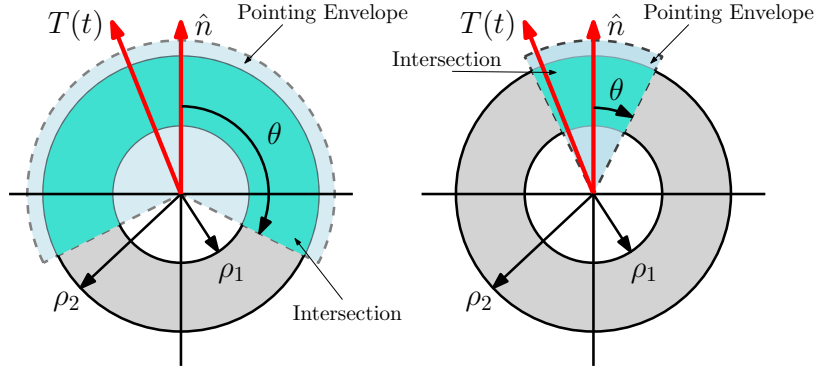 T(t)
n̂
Pointing Envelope
θ
ρ1
ρ2
Intersection
T(t)
n̂
Pointing Envelope
Intersection
θ
ρ1
ρ2